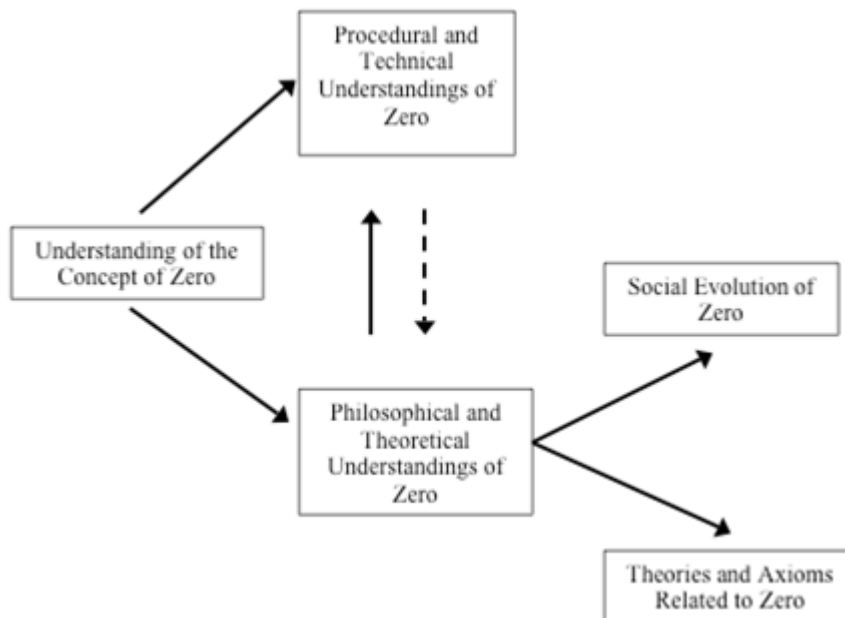 Procedural and
Technical
Understandings of
Zero
Understanding of the
Concept of Zero
Social Evolution of
Zero
Philosophical and
Theoretical
Understandings of
Zero
Theories and Axioms
Related to Zero